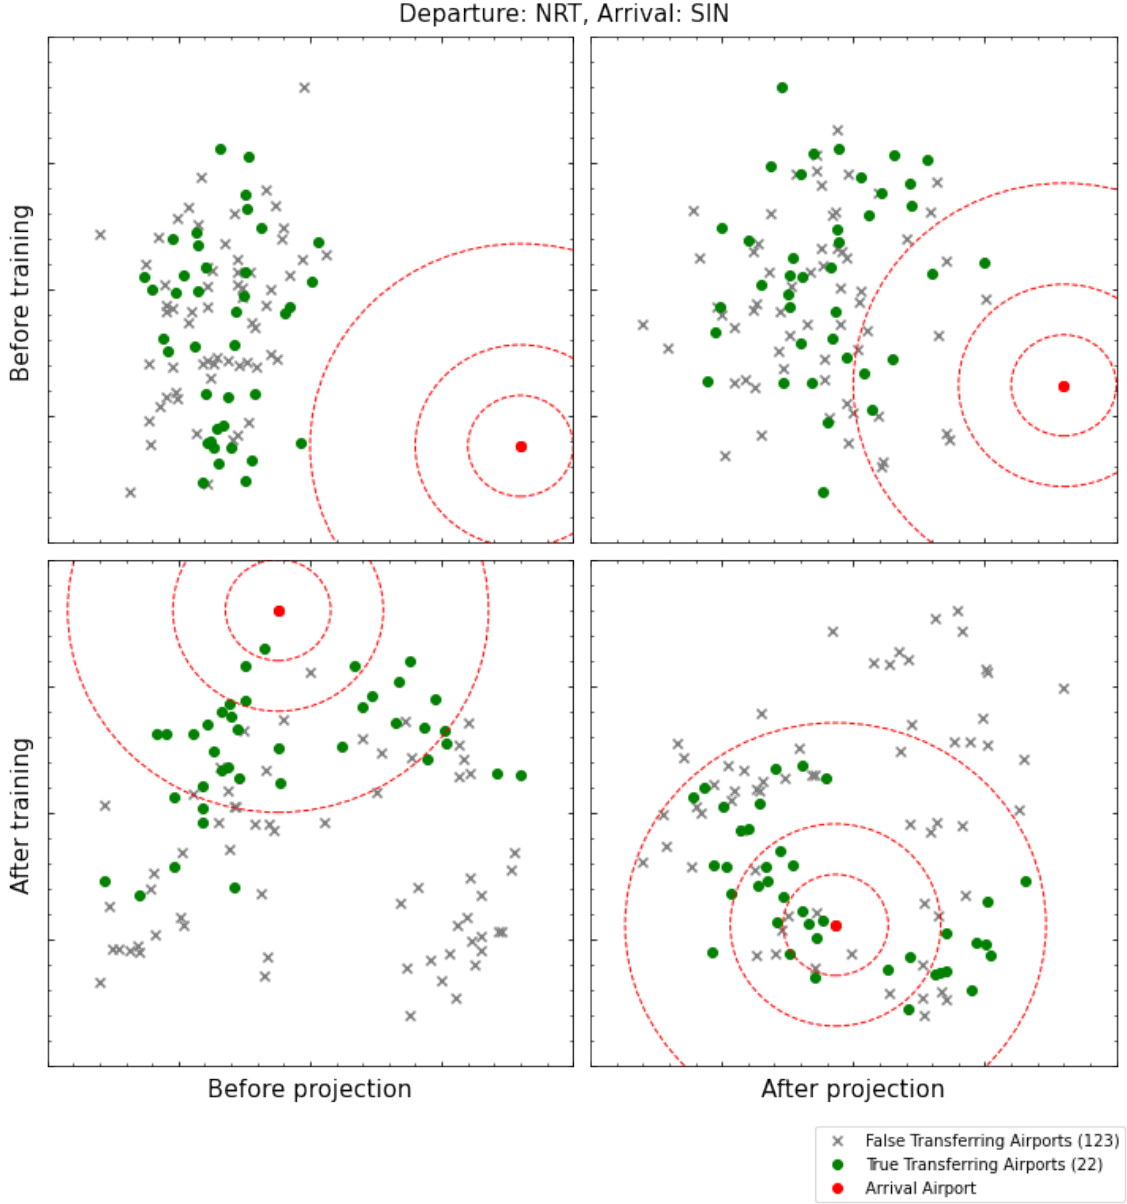 Departure: NRT, Arrival: SIN
Before training
After training
Before projection
After projection
False Transferring Airports (123)
True Transferring Airports (22)
Arrival Airport